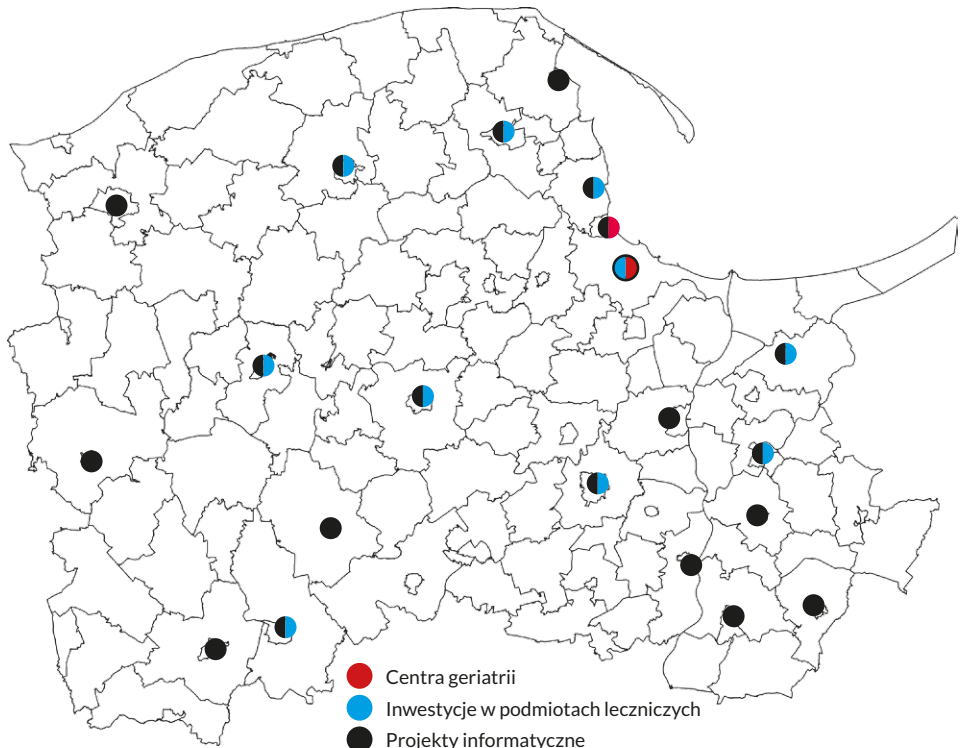 Centra geriatrii
Inwestycje w podmiotach leczniczych
Projekty informatyczne